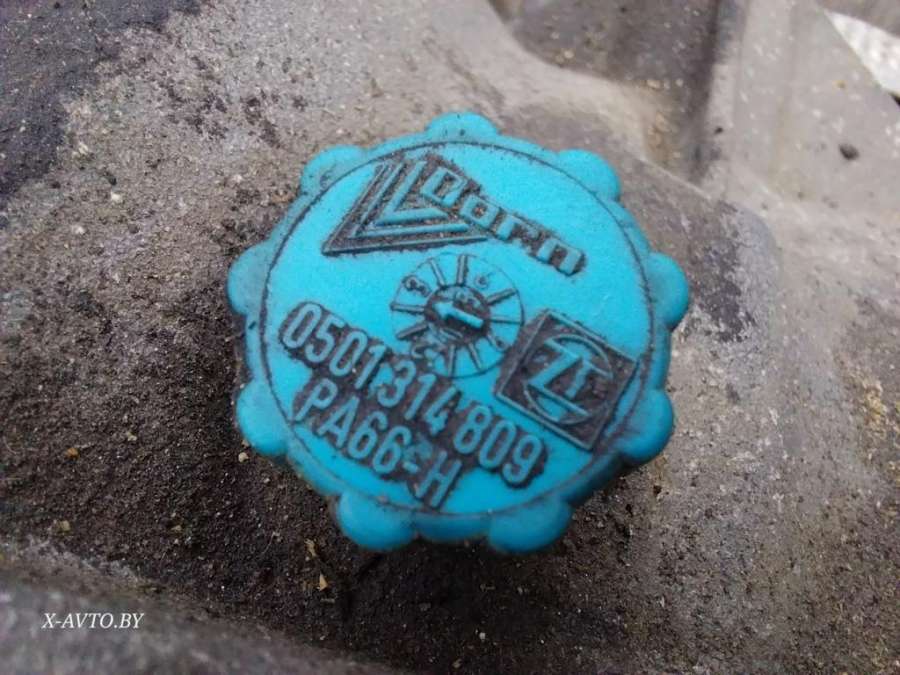 Dorn
ZF
0501 314 809
PA66-H
X-AVTO.BY